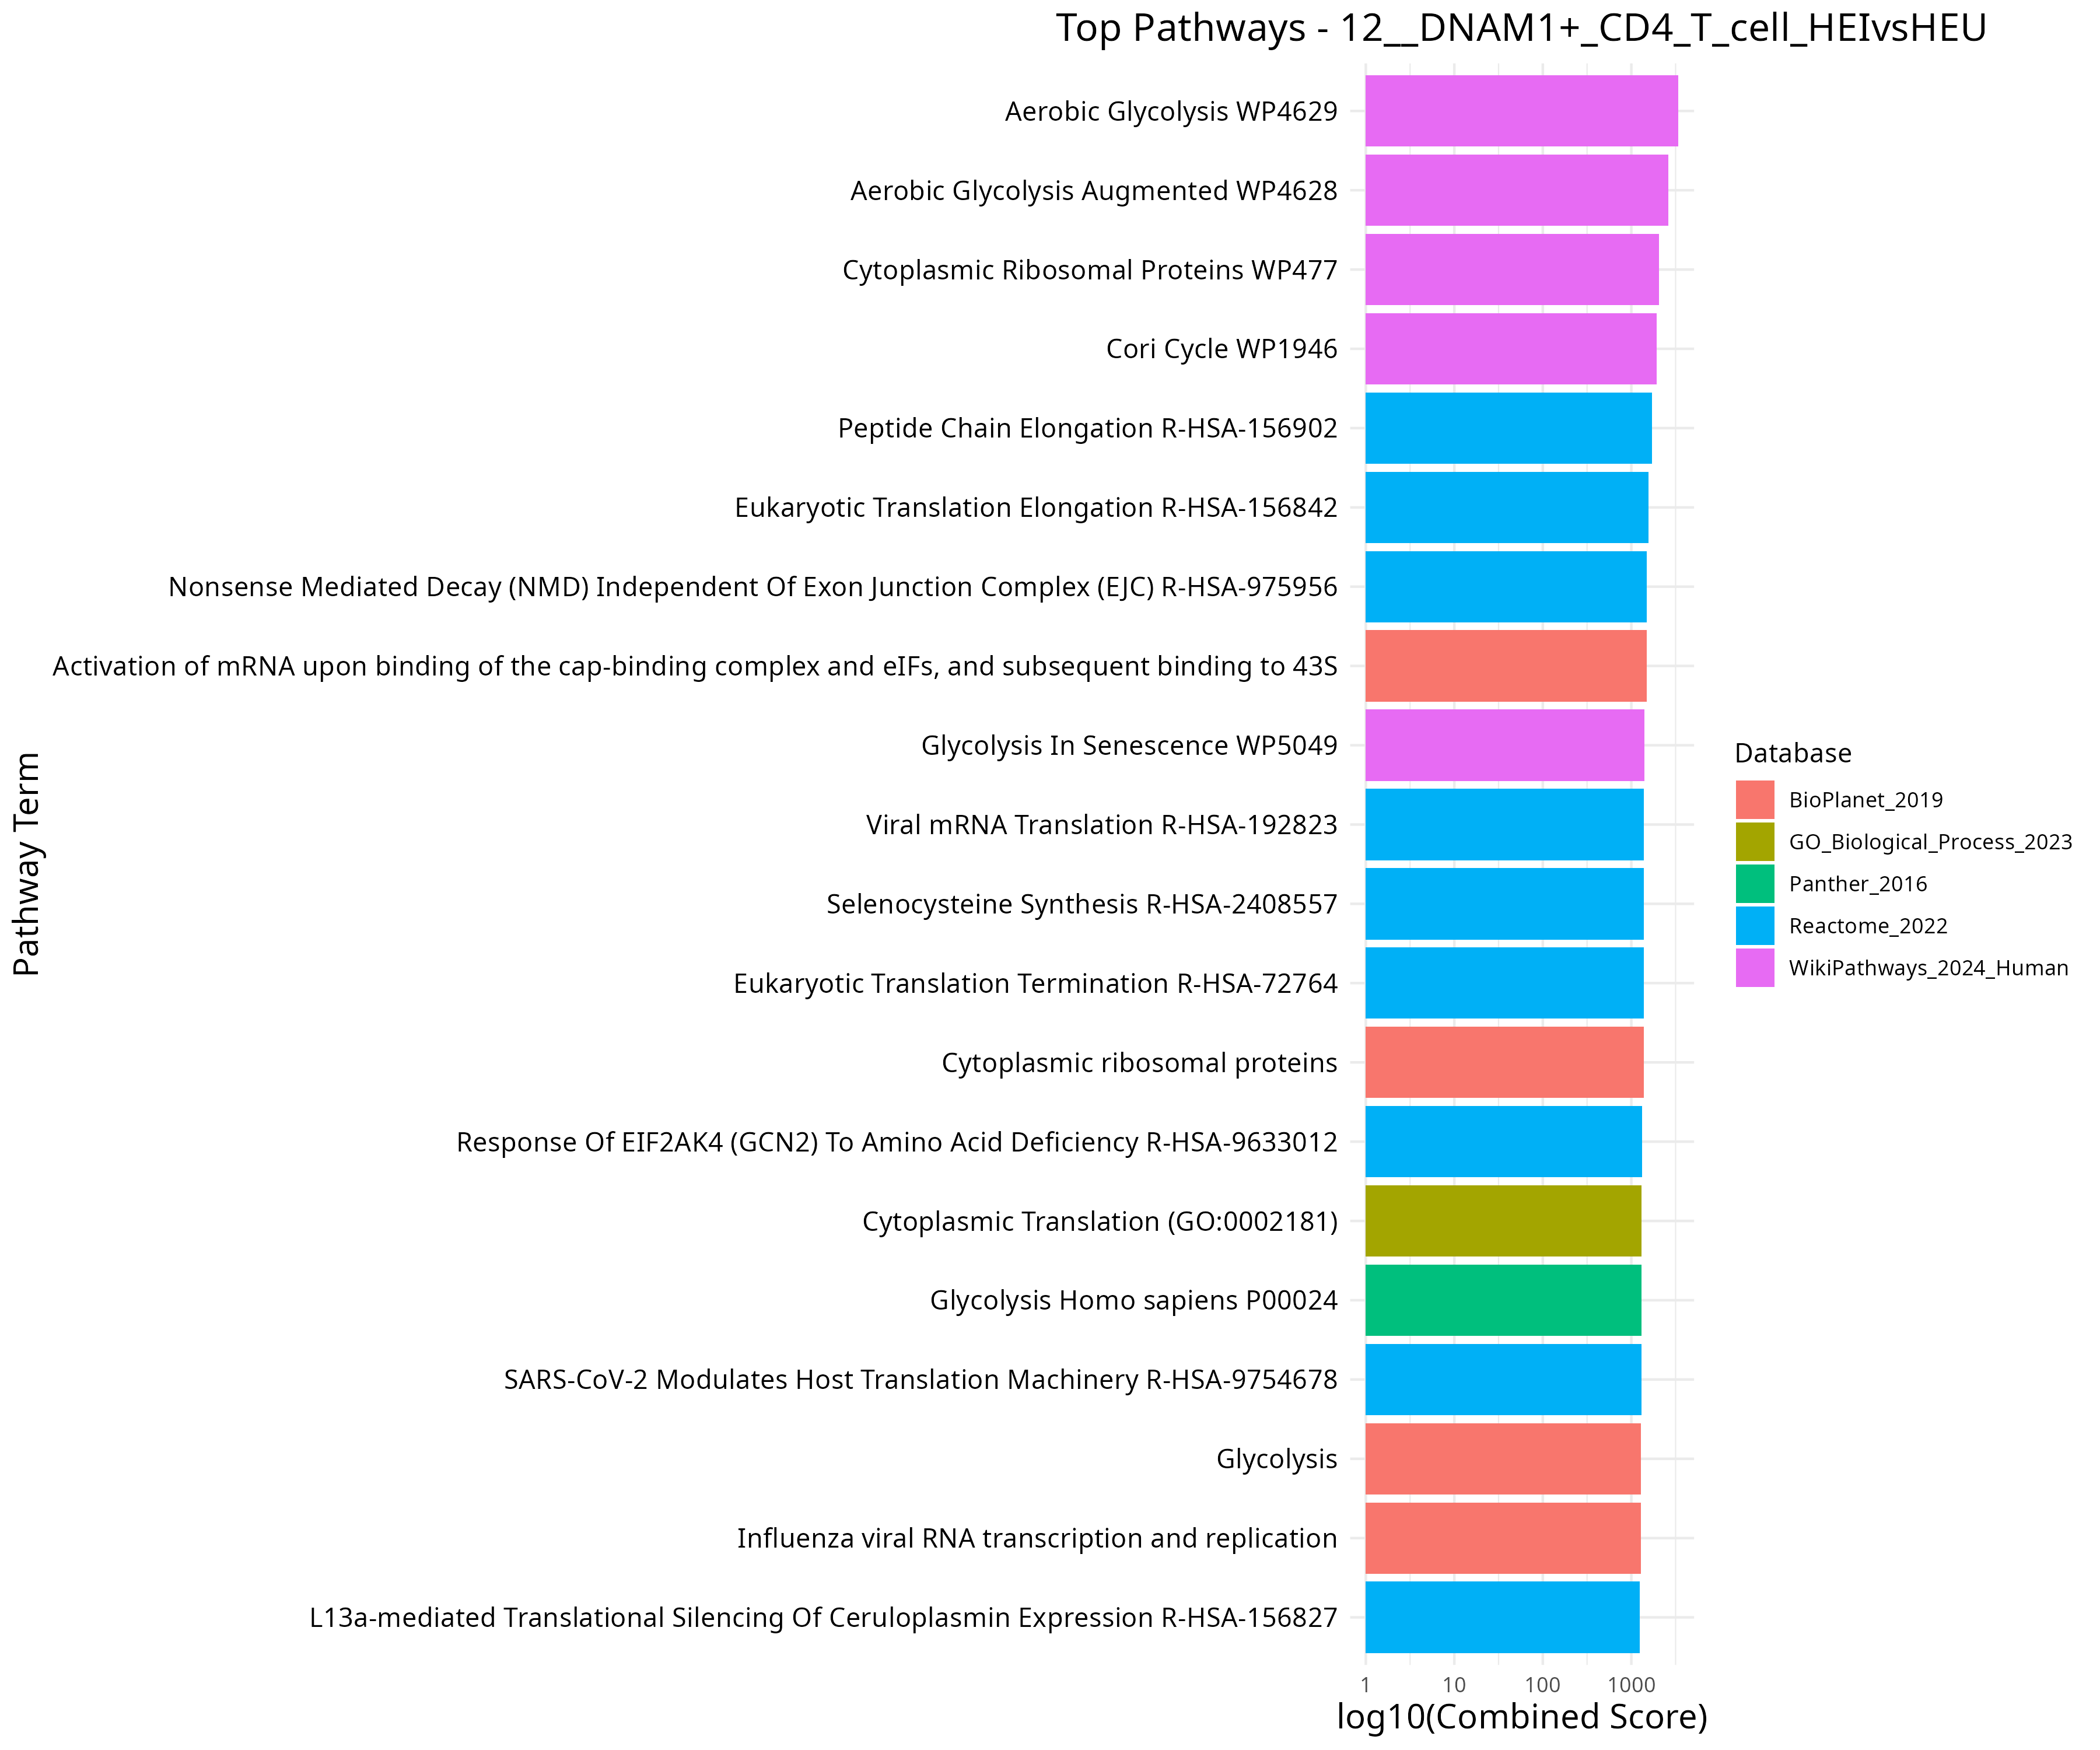 Top Pathways - 12__DNAM1+_CD4_T_cell_HEIvsHEU
Pathway Term
Aerobic Glycolysis WP4629
Aerobic Glycolysis Augmented WP4628
Cytoplasmic Ribosomal Proteins WP477
Cori Cycle WP1946
Peptide Chain Elongation R-HSA-156902
Eukaryotic Translation Elongation R-HSA-156842
Nonsense Mediated Decay (NMD) Independent Of Exon Junction Complex (EJC) R-HSA-975956
Activation of mRNA upon binding of the cap-binding complex and eIFs, and subsequent binding to 43S
Glycolysis In Senescence WP5049
Viral mRNA Translation R-HSA-192823
Selenocysteine Synthesis R-HSA-2408557
Eukaryotic Translation Termination R-HSA-72764
Cytoplasmic ribosomal proteins
Response Of EIF2AK4 (GCN2) To Amino Acid Deficiency R-HSA-9633012
Cytoplasmic Translation (GO:0002181)
Glycolysis Homo sapiens P00024
SARS-CoV-2 Modulates Host Translation Machinery R-HSA-9754678
Glycolysis
Influenza viral RNA transcription and replication
L13a-mediated Translational Silencing Of Ceruloplasmin Expression R-HSA-156827
1 10 100 1000
log10(Combined Score)
Database
BioPlanet_2019
GO_Biological_Process_2023
Panther_2016
Reactome_2022
WikiPathways_2024_Human